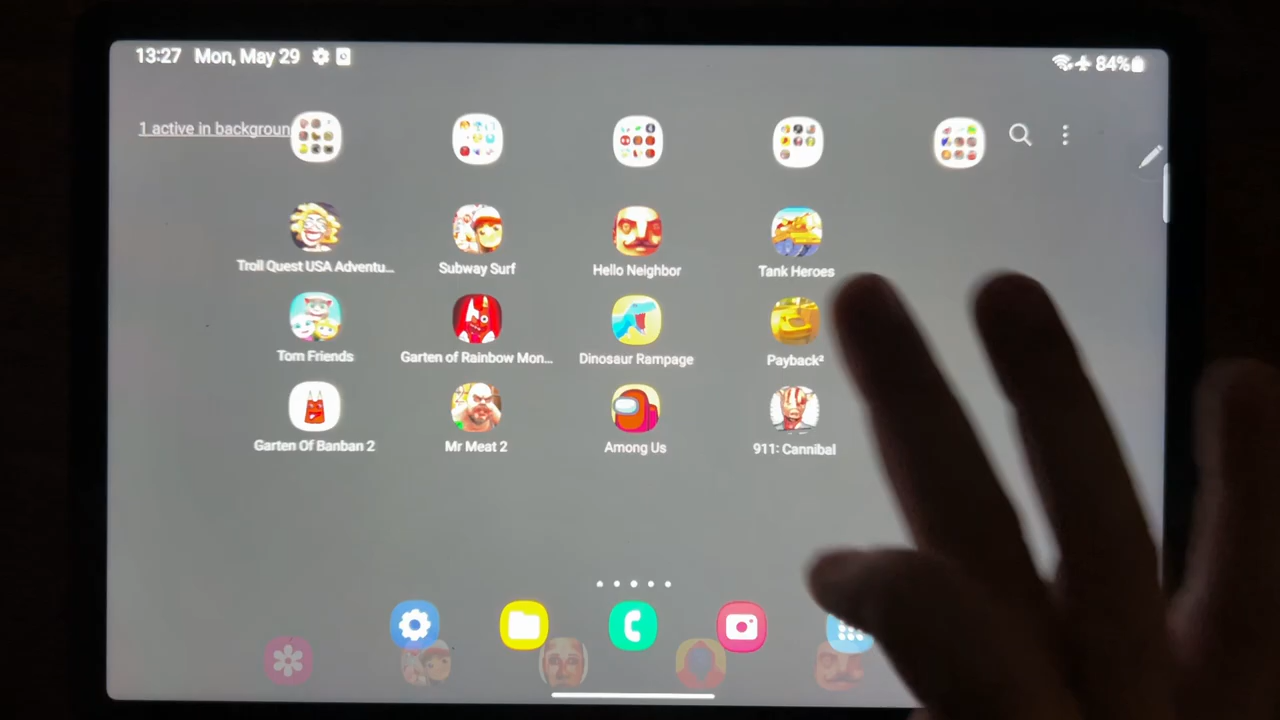 13:27 Mon, May 29
84%
1 active in backgroun
Troll Quest USA Adventu...
Subway Surf
Hello Neighbor
Tank Heroes
Tom Friends
Garten of Rainbow Mon...
Dinosaur Rampage
Payback²
Garten Of Banban 2
Mr Meat 2
Among Us
911: Cannibal